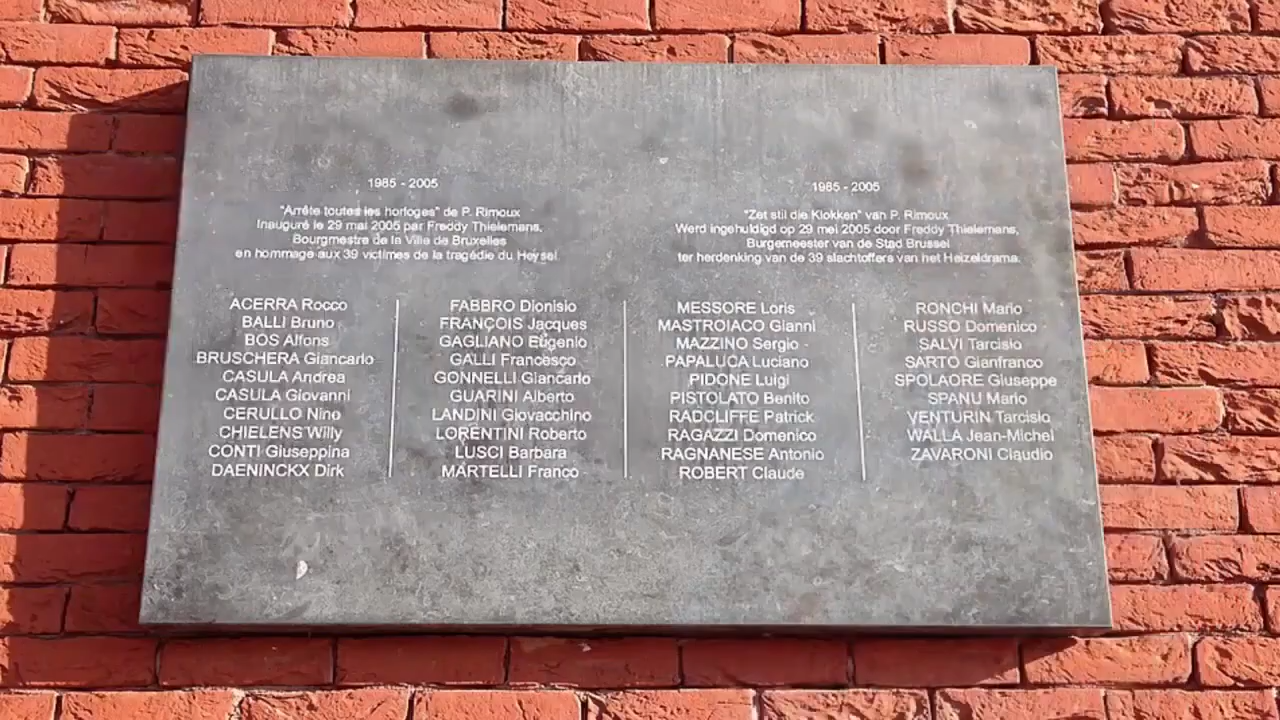 1985 - 2005
"Arrête toutes les horloges" de P. Rimoux
Inauguré le 29 mai 2005 par Freddy Thielemans,
Bourgmestre de la Ville de Bruxelles
en hommage aux 39 victimes de la tragédie du Heysel
1985 - 2005
"Zet stil die Klokken" van P. Rimoux
Werd ingehuldigd op 29 mei 2005 door Freddy Thielemans,
Burgemeester van de Stad Brussel
ter herdenking van de 39 slachtoffers van het Heizeldrama.
ACERRA Rocco
BALLI Bruno
BOS Alfons
BRUSCHERA Giancarlo
CASULA Andrea
CASULA Giovanni
CERULLO Nino
CHIELENS Willy
CONTI Giuseppina
DAENINCKX Dirk
FABBRO Dionisio
FRANÇOIS Jacques
GAGLIANO Eugenio
GALLI Francesco
GONNELLI Giancarlo
GUARINI Alberto
LANDINI Giovacchino
LORENTINI Roberto
LUSCI Barbara
MARTELLI Franco
MESSORE Loris
MASTROIACO Gianni
MAZZINO Sergio
PAPALUCA Luciano
PIDONE Luigi
PISTOLATO Benito
RADCLIFFE Patrick
RAGAZZI Domenico
RAGNANESE Antonio
ROBERT Claude
RONCHI Mario
RUSSO Domenico
SALVI Tarcisio
SARTO Gianfranco
SPOLAORE Giuseppe
SPANU Mario
VENTURIN Tarcisio
WALLA Jean-Michel
ZAVARONI Claudio